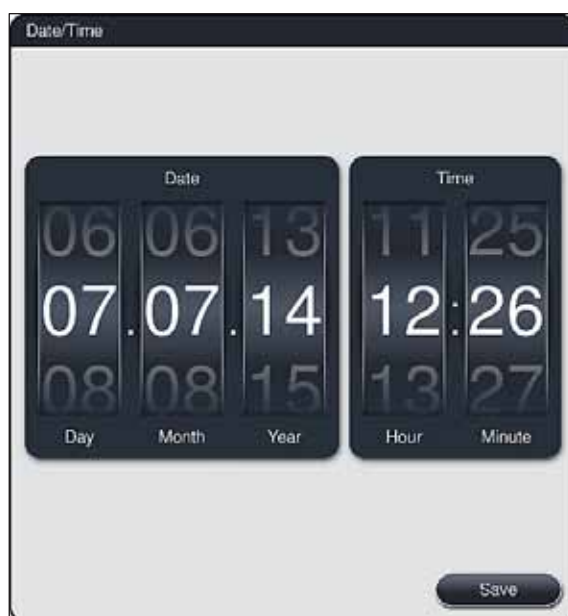 Date/Time
Date
Time
06 06 13 11 25
07.07.14 12:26
08 08 15 13 27
Day Month Year Hour Minute
Save